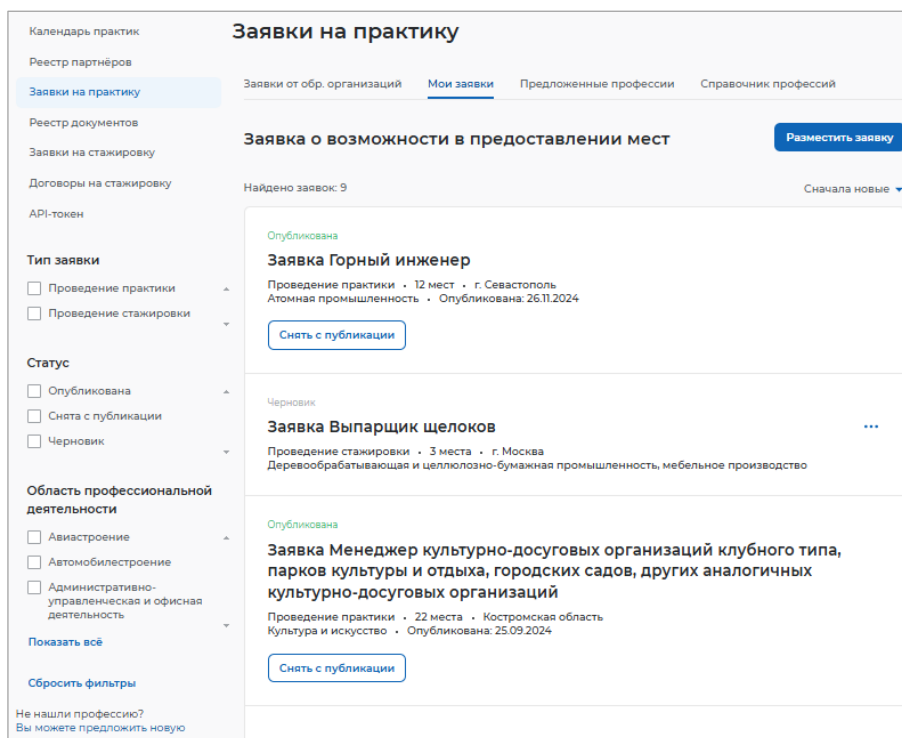 Календарь практик
Реестр партнёров
Заявки на практику
Реестр документов
Заявки на стажировку
Договоры на стажировку
API-токен
Тип заявки
Проведение практики
Проведение стажировки
Статус
Опубликована
Снята с публикации
Черновик
Область профессиональной
деятельности
Авиастроение
Автомобилестроение
Административно-
управленческая и офисная
деятельность
Показать всё
Сбросить фильтры
Не нашли профессию?
Вы можете предложить новую
Заявки на практику
Заявки от обр. организаций Мои заявки Предложенные профессии Справочник профессий
Заявка о возможности в предоставлении мест Разместить заявку
Найдено заявок: 9 Сначала новые
Опубликована
Заявка Горный инженер
Проведение практики • 12 мест • г. Севастополь
Атомная промышленность • Опубликована: 26.11.2024
Снять с публикации
Черновик
Заявка Выпарщик щелоков
Проведение стажировки • 3 места • г. Москва
Деревообрабатывающая и целлюлозно-бумажная промышленность, мебельное производство
Опубликована
Заявка Менеджер культурно-досуговых организаций клубного типа,
парков культуры и отдыха, городских садов, других аналогичных
культурно-досуговых организаций
Проведение практики • 22 места • Костромская область
Культура и искусство • Опубликована: 25.09.2024
Снять с публикации